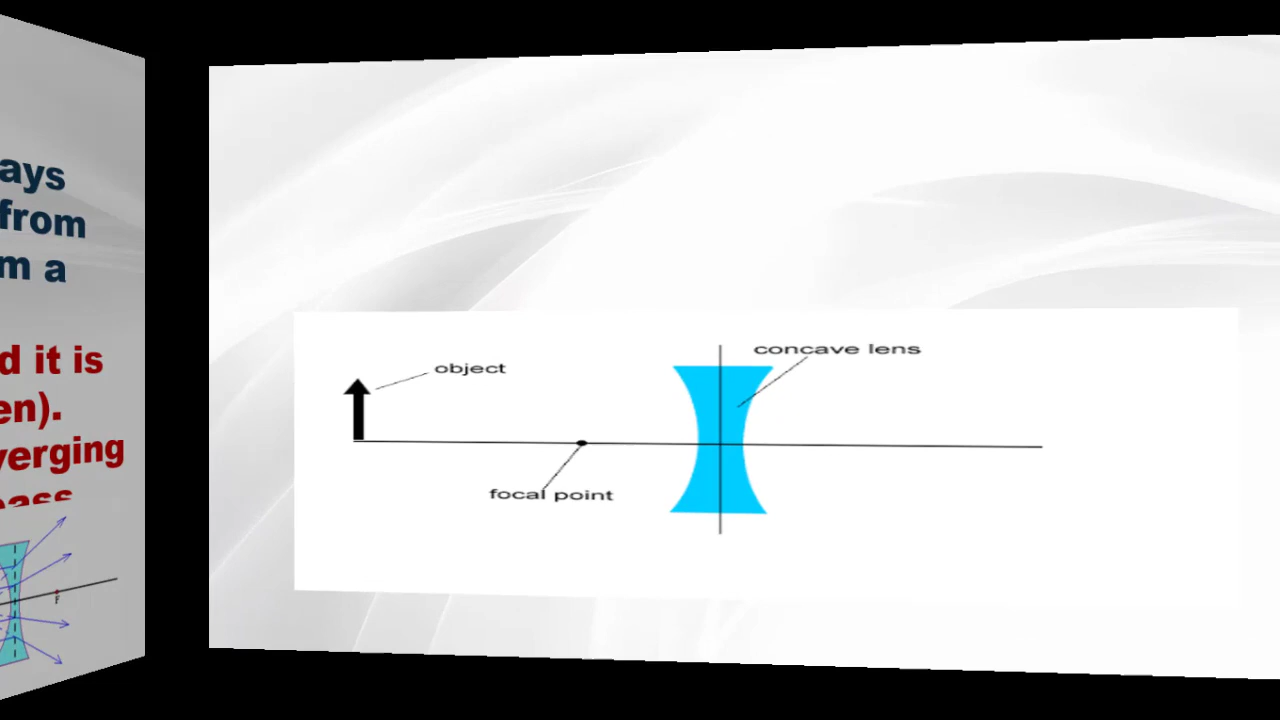 ays
from
m a
d it is
en).
verging
F
object
concave lens
focal point